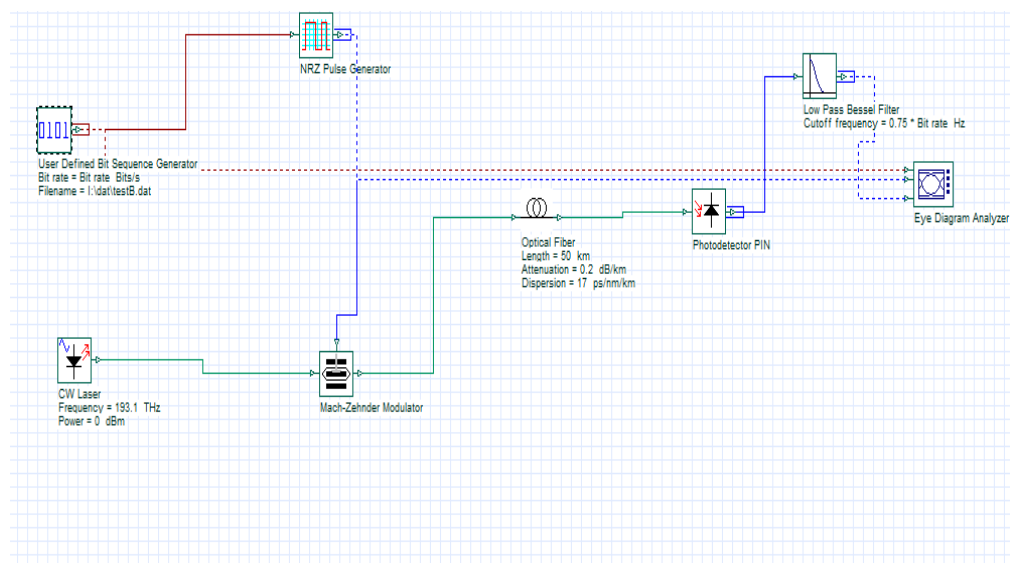 NRZ Pulse Generator
0101
User Defined Bit Sequence Generator
Bit rate = Bit rate  Bits/s
Filename = I:\dat\testB.dat
Low Pass Bessel Filter
Cutoff frequency = 0.75 * Bit rate  Hz
Eye Diagram Analyzer
Photodetector PIN
Optical Fiber
Length = 50  km
Attenuation = 0.2  dB/km
Dispersion = 17  ps/nm/km
CW Laser
Frequency = 193.1  THz
Power = 0  dBm
Mach-Zehnder Modulator